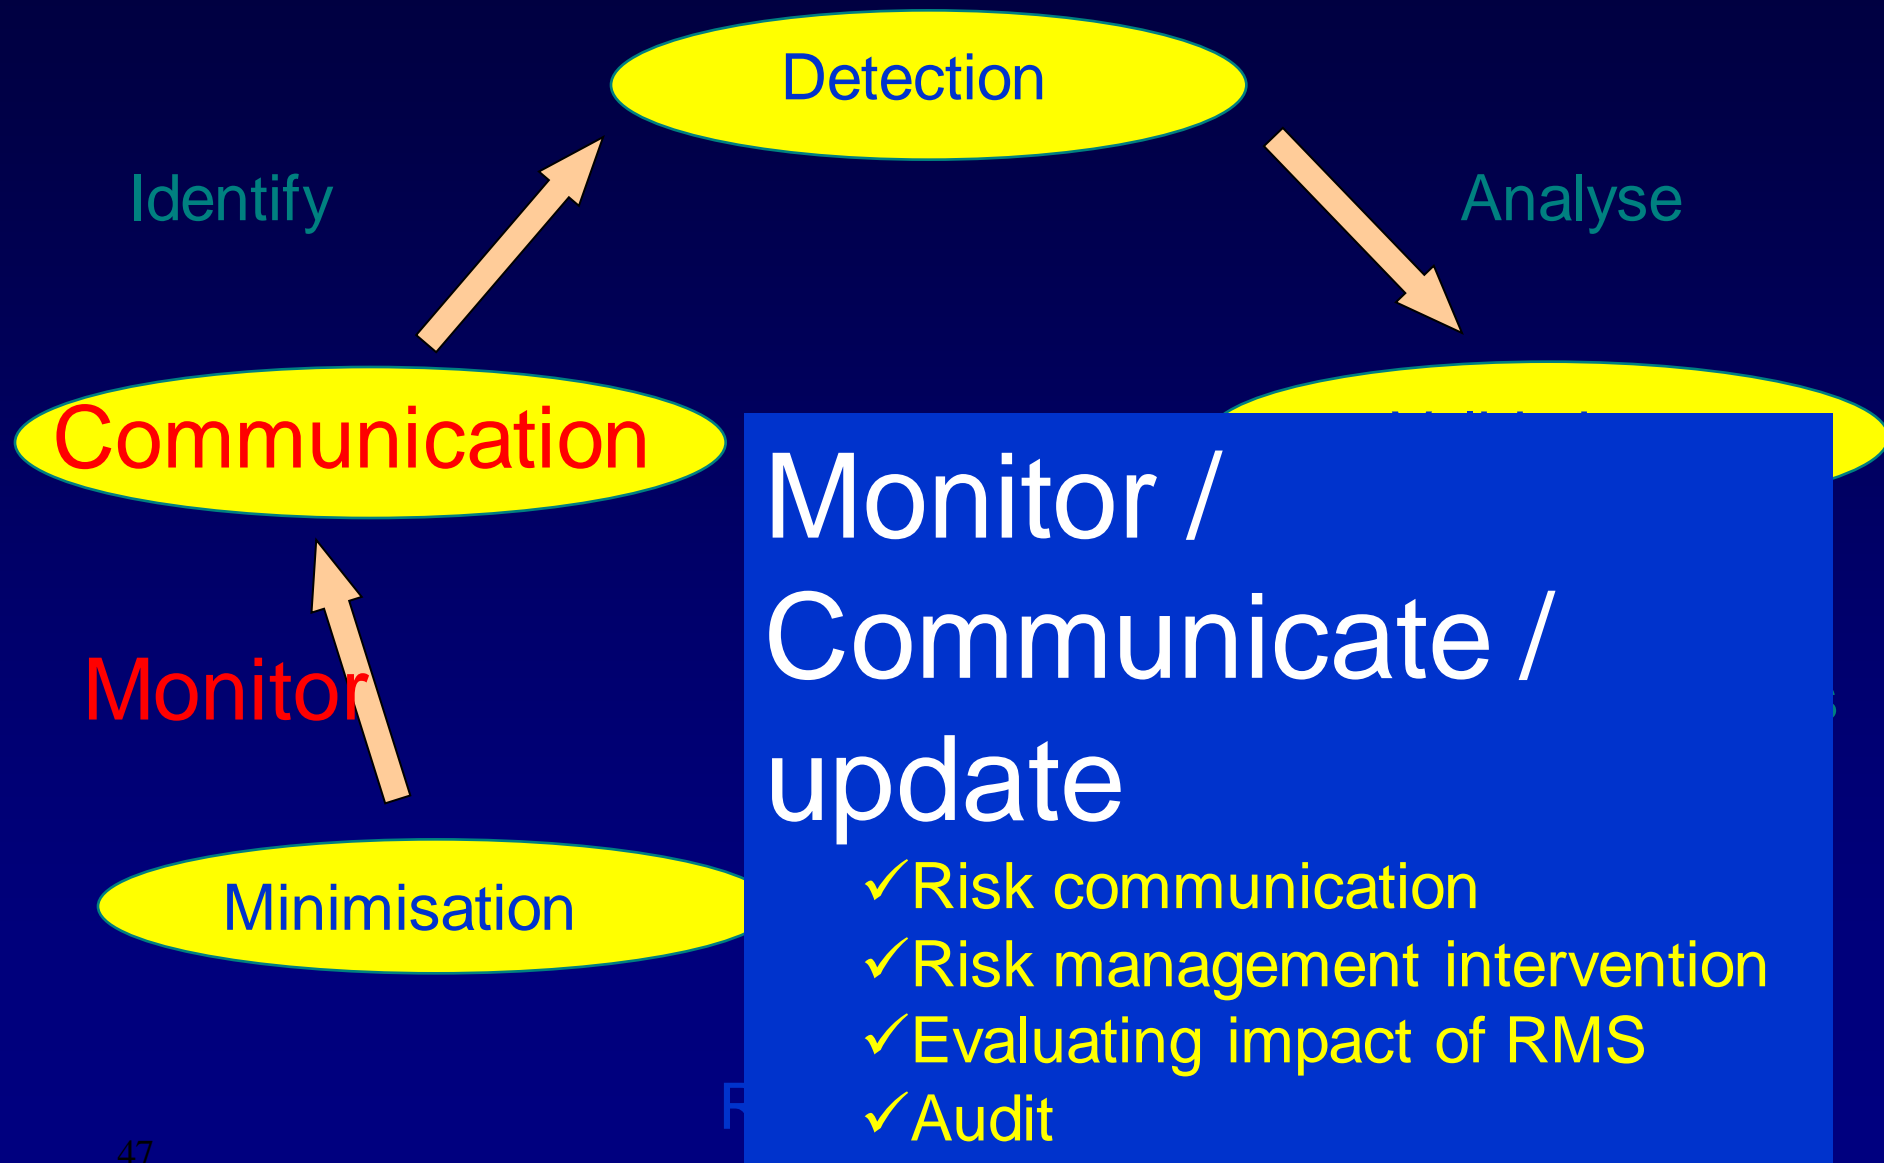 Detection
Identify
Analyse
Communication
Monitor /
Communicate /
update
Monitor
✓Risk communication
Minimisation
✓Risk management intervention
✓Evaluating impact of RMS
✓Audit
47